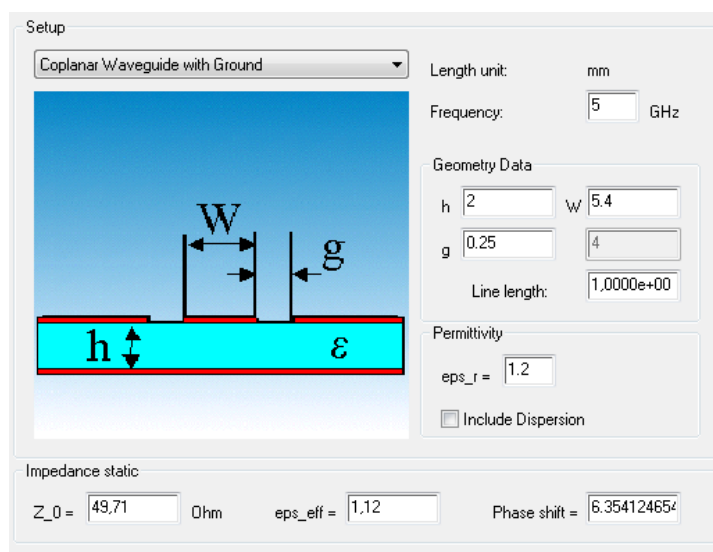 Setup
Coplanar Waveguide with Ground
Length unit: mm
Frequency: 5 GHz
W
g
h
ε
Geometry Data
h 2 W 5.4
g 0.25 4
Line length: 1,0000e+00
Permittivity
eps_r = 1.2
Include Dispersion
Impedance static
Z_0 = 49,71 Ohm eps_eff = 1,12 Phase shift = 6.354124654